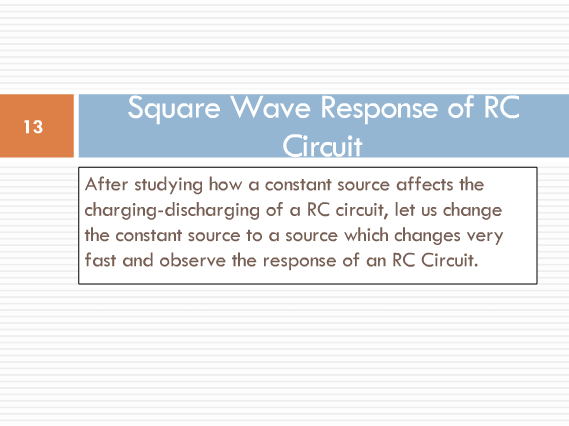 13
Square Wave Response of RC
Circuit
After studying how a constant source affects the
charging-discharging of a RC circuit, let us change
the constant source to a source which changes very
fast and observe the response of an RC Circuit.